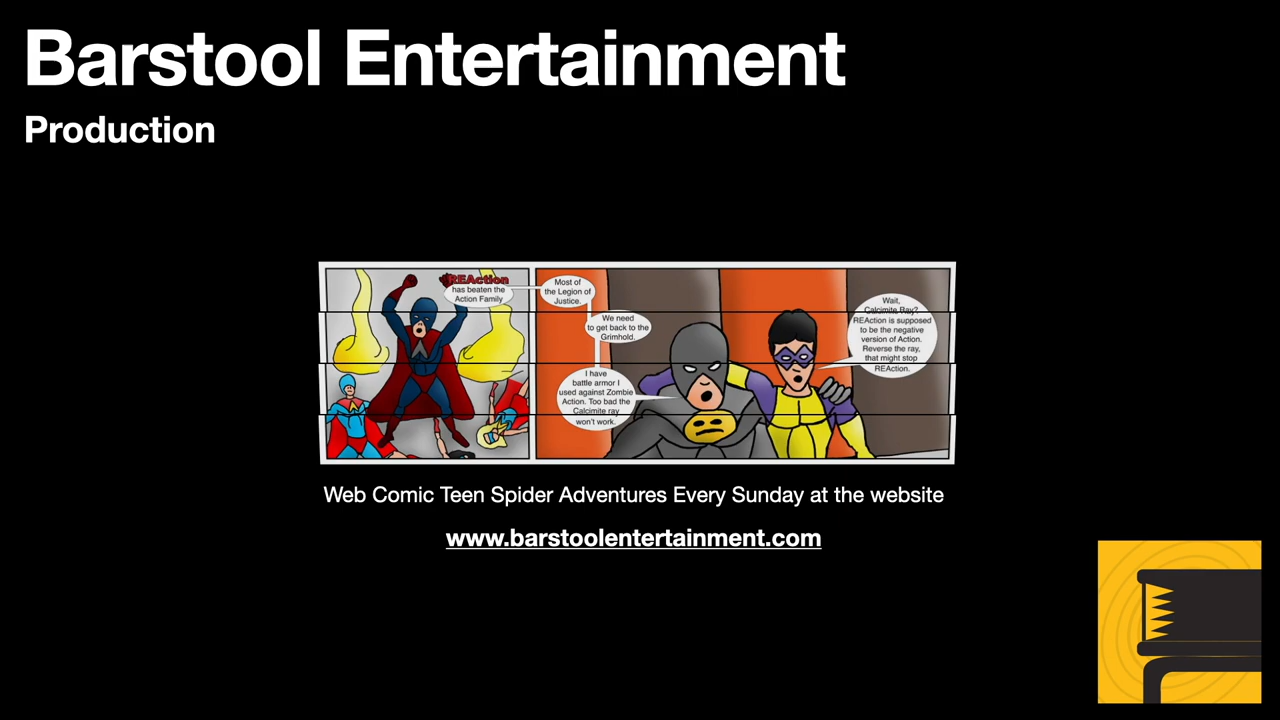 Barstool Entertainment
Production
REAction
has beaten the
Action Family
Most of
the Legion of
Justice.
We need
to get back to the
Grimhold.
I have
battle armor I
used against Zombie
Action. Too bad the
Calcimite ray
won't work.
Wait,
Calcimite Ray?
REAction is supposed
to be the negative
version of Action.
Reverse the ray,
that might stop
REAction.
Web Comic Teen Spider Adventures Every Sunday at the website
www.barstoolentertainment.com